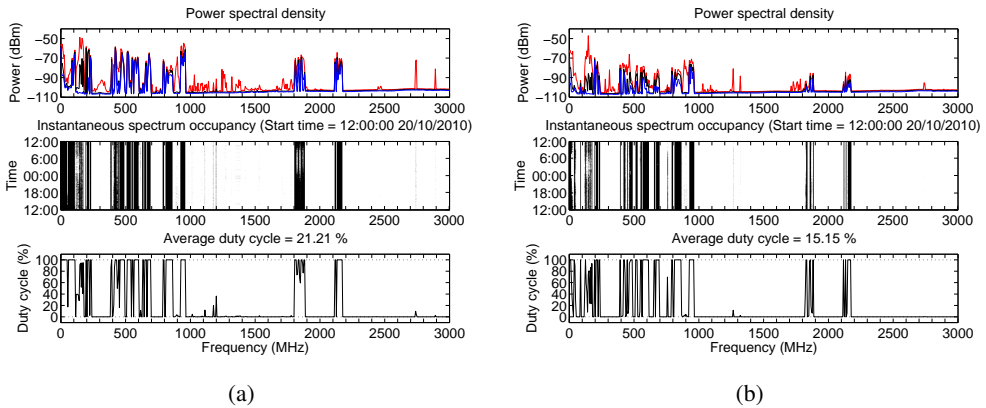 Power spectral density
Power (dBm)
−50
−70
−90
−110
0 500 1000 1500 2000 2500 3000
Instantaneous spectrum occupancy (Start time = 12:00:00 20/10/2010)
Time
12:00
6:00
00:00
18:00
12:00
0 500 1000 1500 2000 2500 3000
Average duty cycle = 21.21 %
Duty cycle (%)
100
80
60
40
20
0
0 500 1000 1500 2000 2500 3000
Frequency (MHz)
(a)
Power spectral density
Power (dBm)
−50
−70
−90
−110
0 500 1000 1500 2000 2500 3000
Instantaneous spectrum occupancy (Start time = 12:00:00 20/10/2010)
Time
12:00
6:00
00:00
18:00
12:00
0 500 1000 1500 2000 2500 3000
Average duty cycle = 15.15 %
Duty cycle (%)
100
80
60
40
20
0
0 500 1000 1500 2000 2500 3000
Frequency (MHz)
(b)